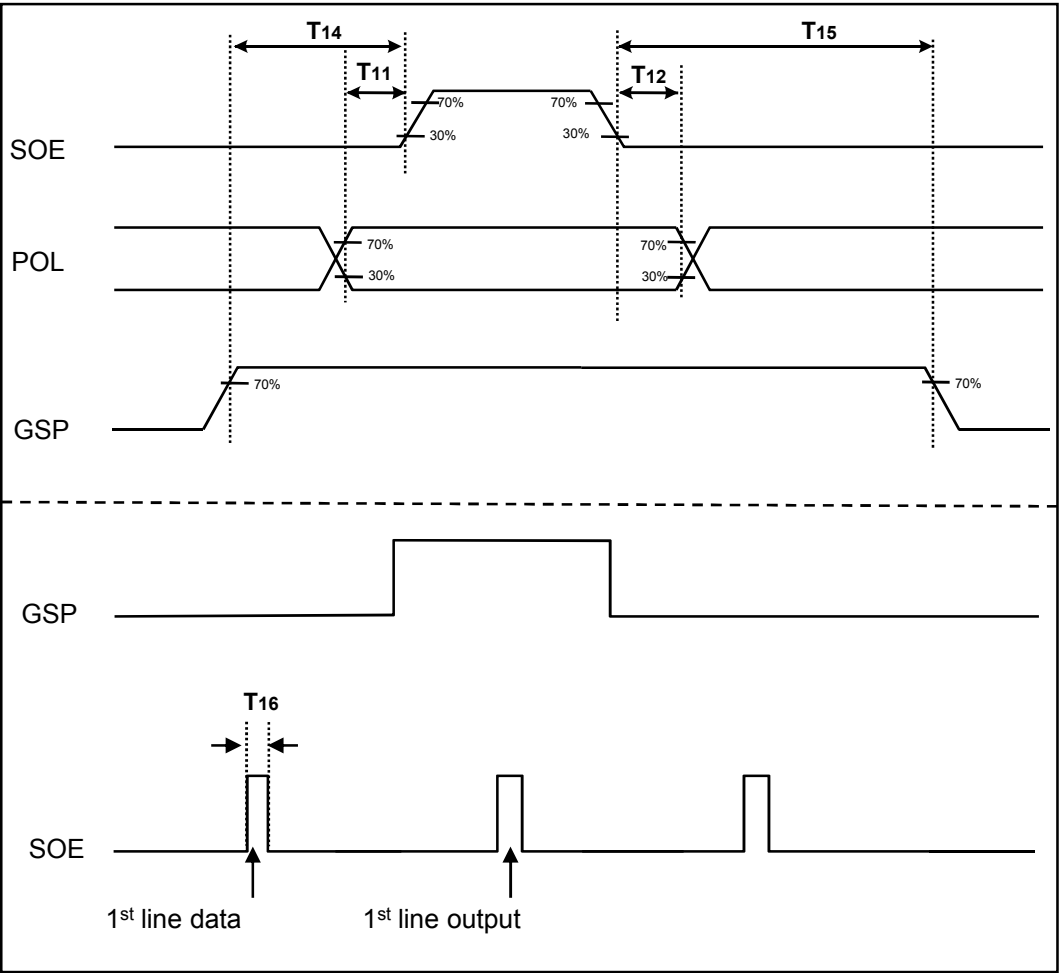 T14
T15
T11
T12
70%
70%
SOE
30%
30%
70%
70%
POL
30%
30%
70%
70%
GSP
GSP
T16
SOE
1st line data
1st line output